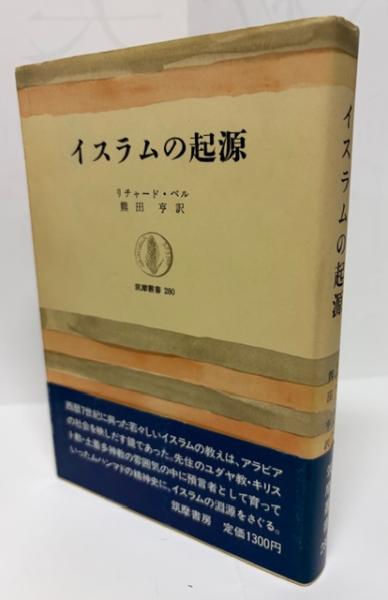 イスラムの起源
リチャード・ベル
熊田 亨訳
筑摩叢書 280
西暦7世紀に興った若々しいイスラムの教えは、アラビア
の社会を映しだす鏡であった。先住のユダヤ教・キリス
ト教・土着多神教の雰囲気の中に預言者として育って
いったムハンマドの精神史に、イスラムの淵源をさぐる。
筑摩書房 定価1300円
イスラムの起源
熊田 亨 訳